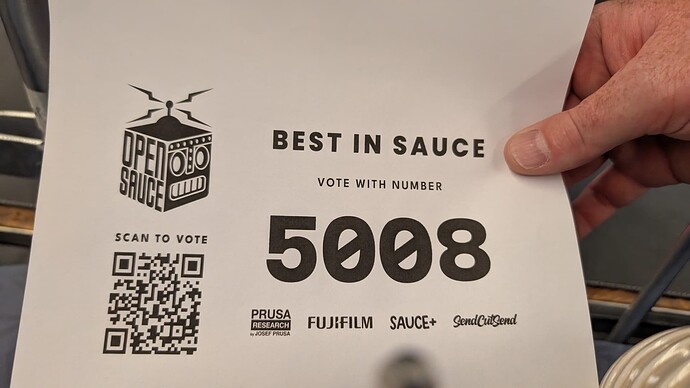 OPEN
SAUCE
SCAN TO VOTE
BEST IN SAUCE
VOTE WITH NUMBER
5008
PRUSA
RESEARCH
by JOSEF PRUSA
FUJIFILM
SAUCE+
SendCutSend